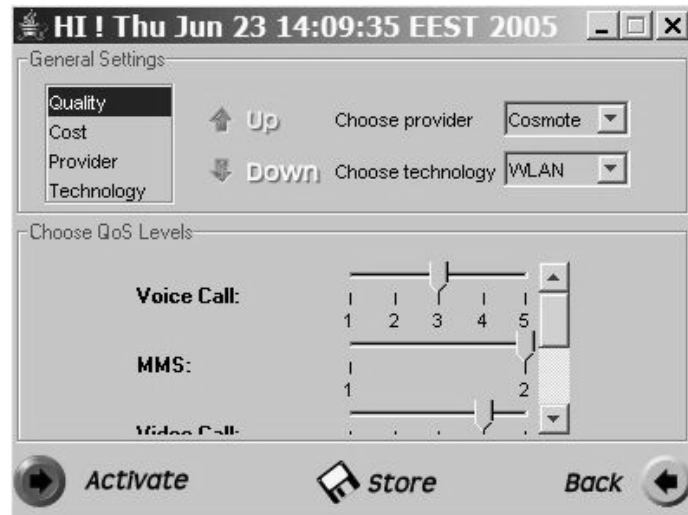 HI ! Thu Jun 23 14:09:35 EEST 2005
General Settings
Quality
Cost
Provider
Technology
Up
Down
Choose provider
Cosmote
Choose technology
WLAN
Choose QoS Levels
Voice Call:
1 2 3 4 5
MMS:
1 2
Video Call:
Activate
Store
Back